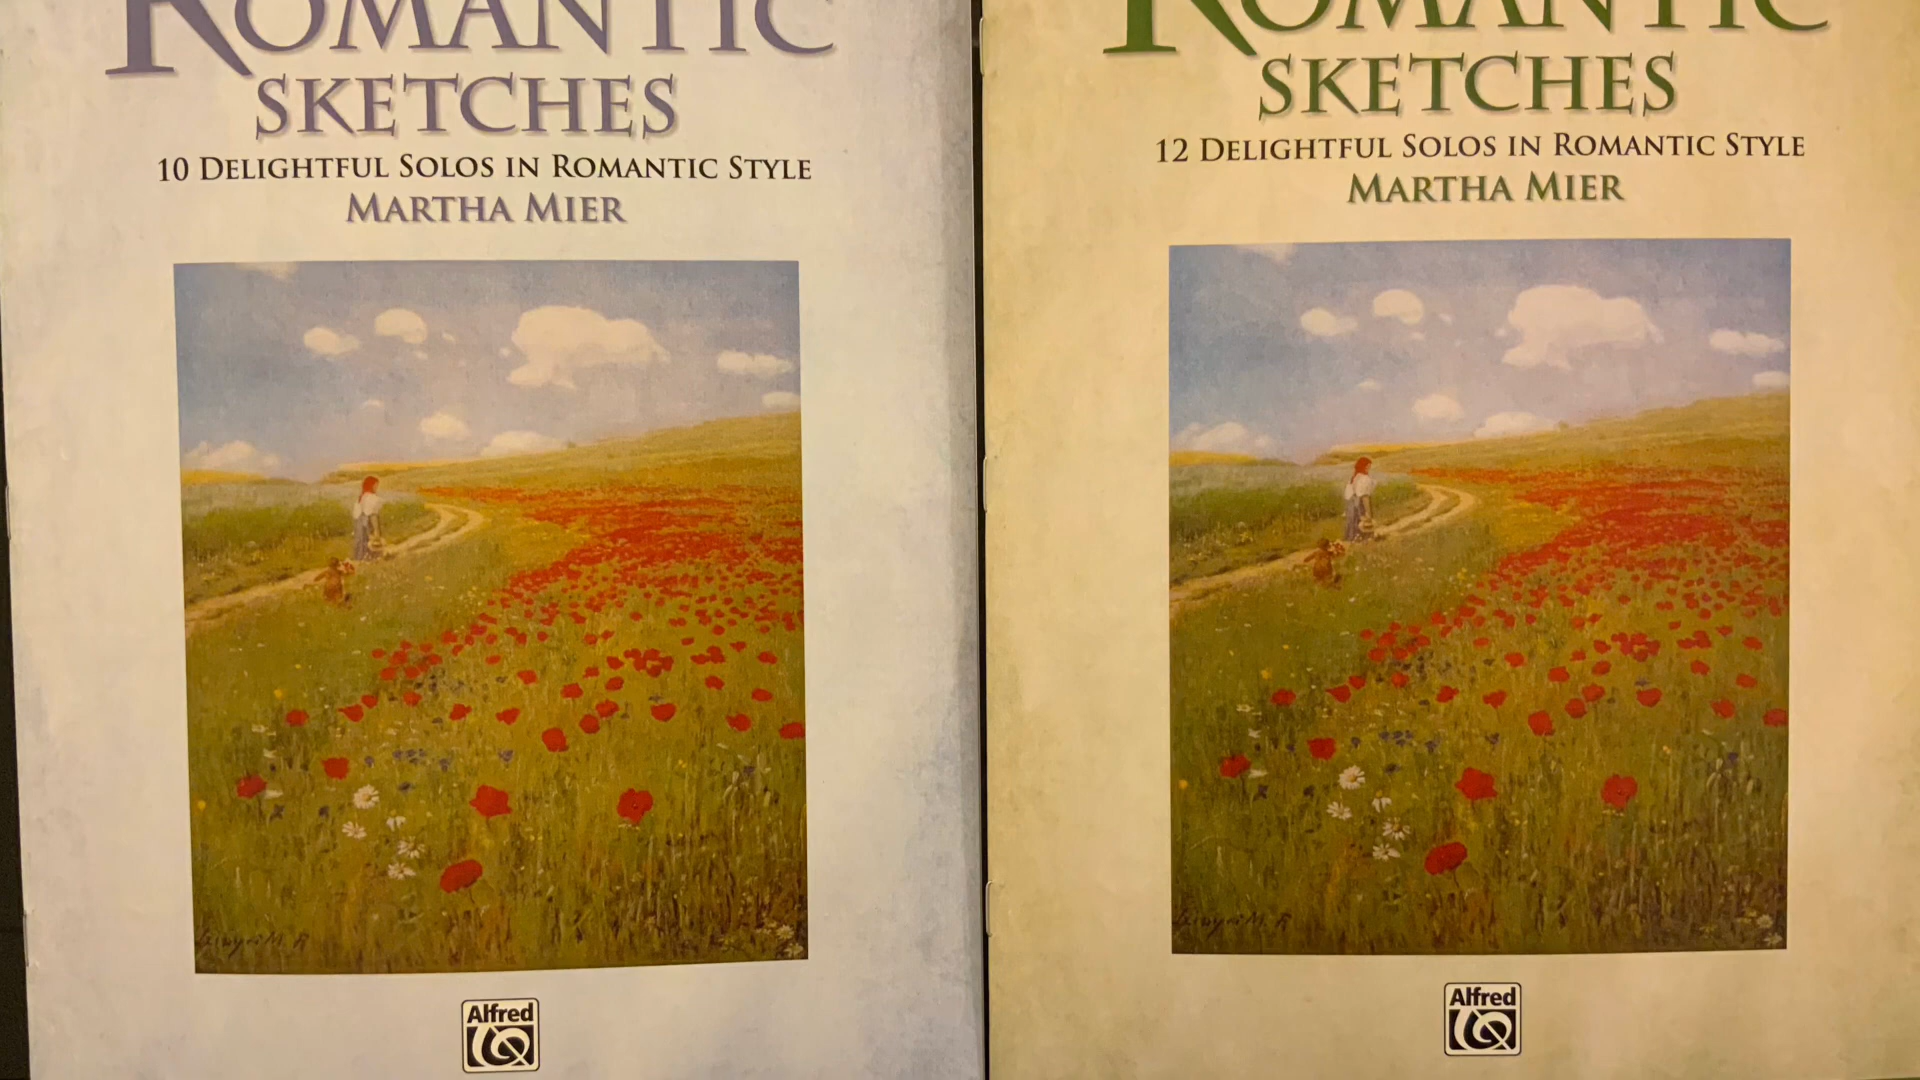 ROMANTIC
SKETCHES
10 DELIGHTFUL SOLOS IN ROMANTIC STYLE
MARTHA MIER
Alfred
ROMANTIC
SKETCHES
12 DELIGHTFUL SOLOS IN ROMANTIC STYLE
MARTHA MIER
Alfred